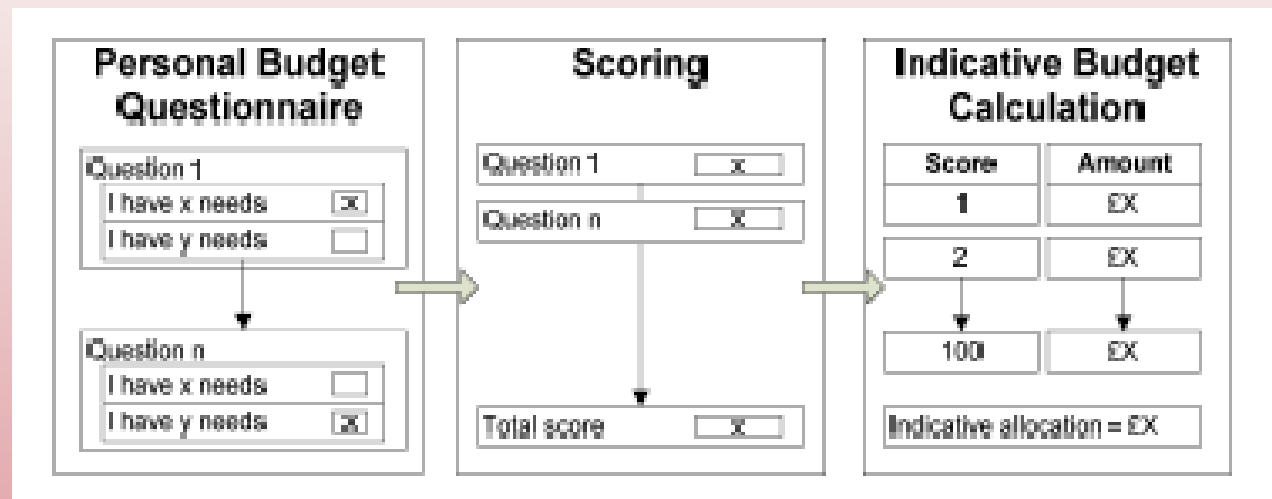 Personal Budget
Questionnaire
Question 1
I have x needs x
I have y needs
Question n
I have x needs
I have y needs x
Scoring
Question 1 x
Question n x
Total score x
Indicative Budget
Calculation
Score Amount
1 £X
2 £X
100 £X
Indicative allocation = £X